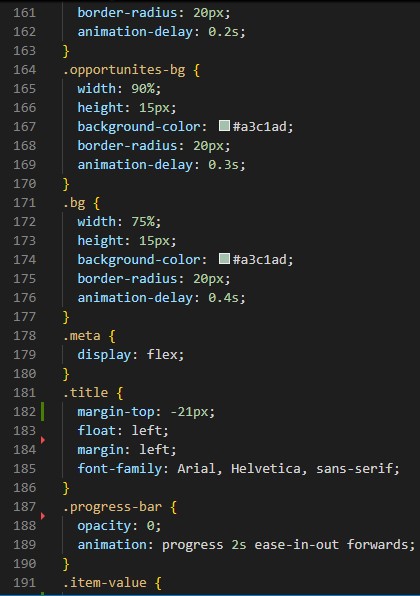 161 border-radius: 20px;
162 animation-delay: 0.2s;
163 }
164 .opportunites-bg {
165 width: 90%;
166 height: 15px;
167 background-color: #a3c1ad;
168 border-radius: 20px;
169 animation-delay: 0.3s;
170 }
171 .bg {
172 width: 75%;
173 height: 15px;
174 background-color: #a3c1ad;
175 border-radius: 20px;
176 animation-delay: 0.4s;
177 }
178 .meta {
179 display: flex;
180 }
181 .title {
182 margin-top: -21px;
183 float: left;
184 margin: left;
185 font-family: Arial, Helvetica, sans-serif;
186 }
187 .progress-bar {
188 opacity: 0;
189 animation: progress 2s ease-in-out forwards;
190 }
191 .item-value {